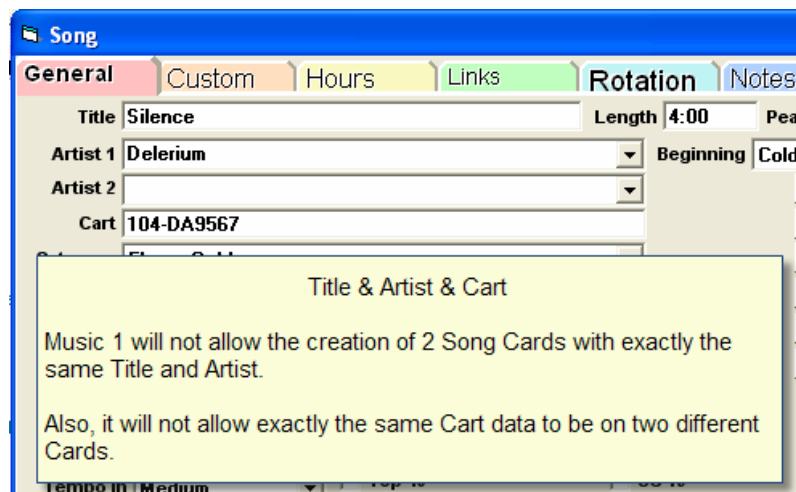 Song
General Custom Hours Links Rotation Notes
Title Silence Length 4:00
Artist 1 Delerium Beginning Cold
Artist 2
Cart 104-DA9567
Title & Artist & Cart
Music 1 will not allow the creation of 2 Song Cards with exactly the
same Title and Artist.
Also, it will not allow exactly the same Cart data to be on two different
Cards.
Tempo In Medium